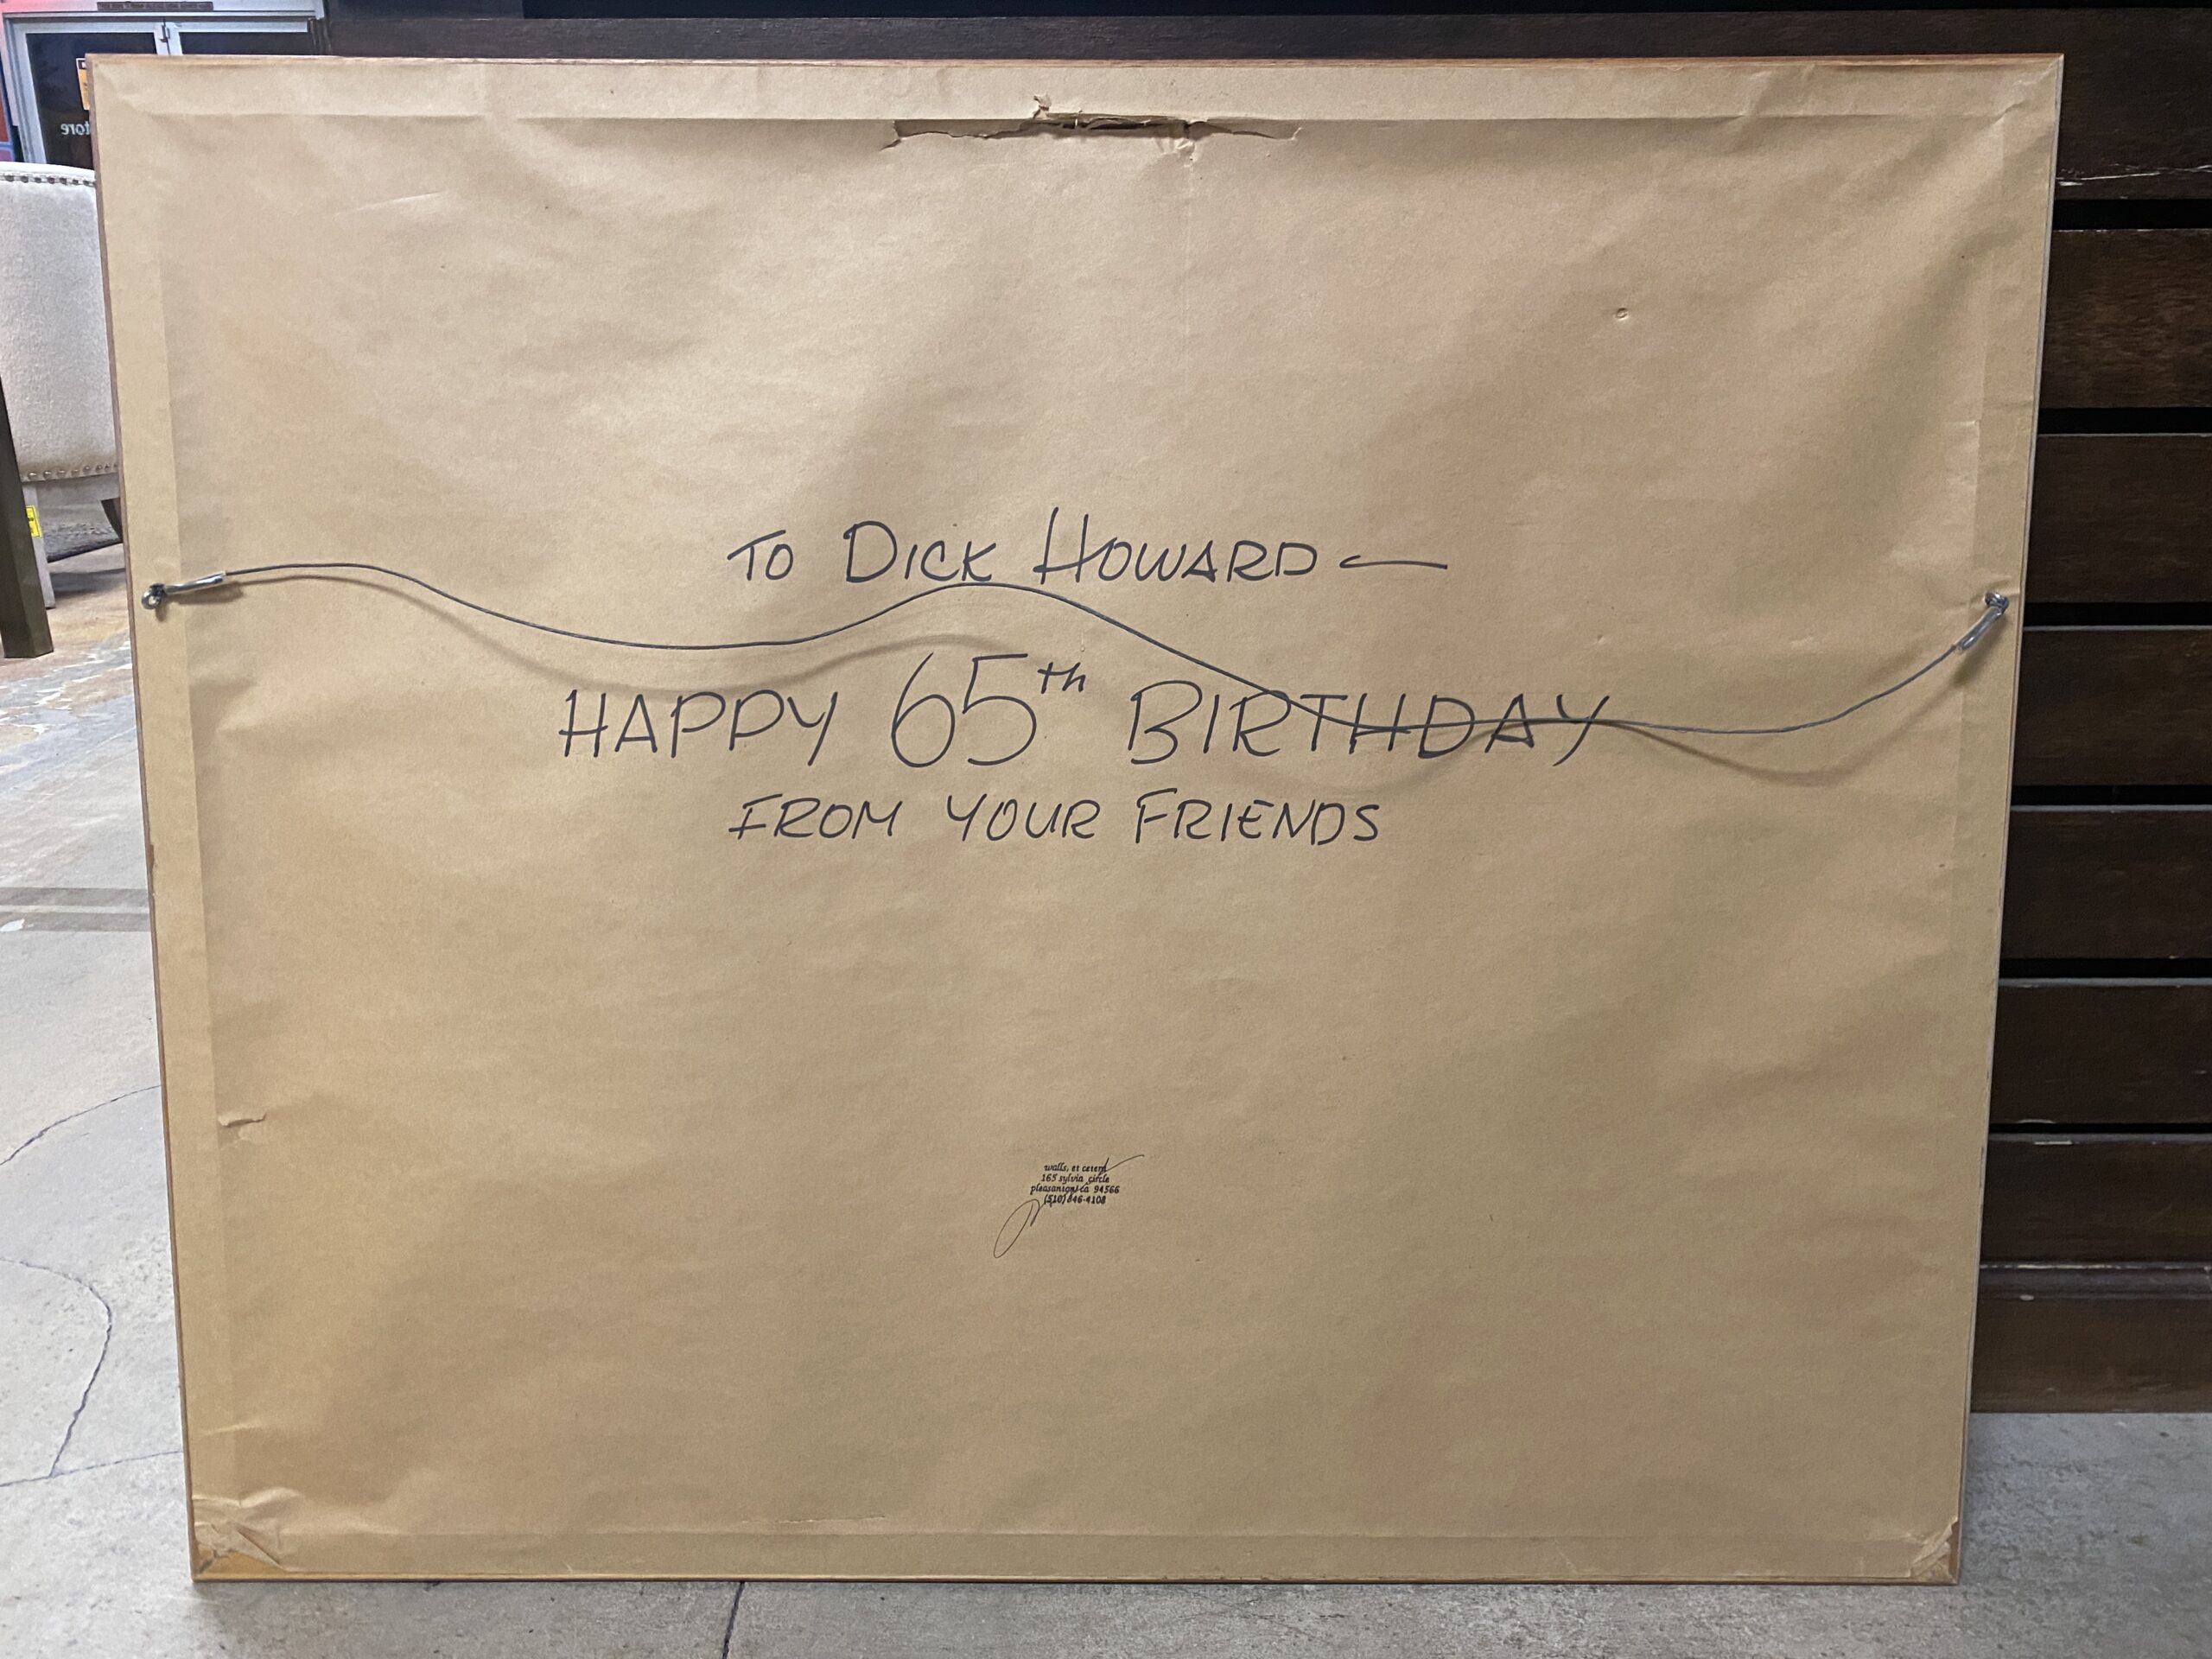 TO DICK HOWARD —
HAPPY 65th BIRTHDAY
FROM YOUR FRIENDS
walls, et cetera
165 sylvia circle
pleasanton, ca 94566
(510) 846-4108